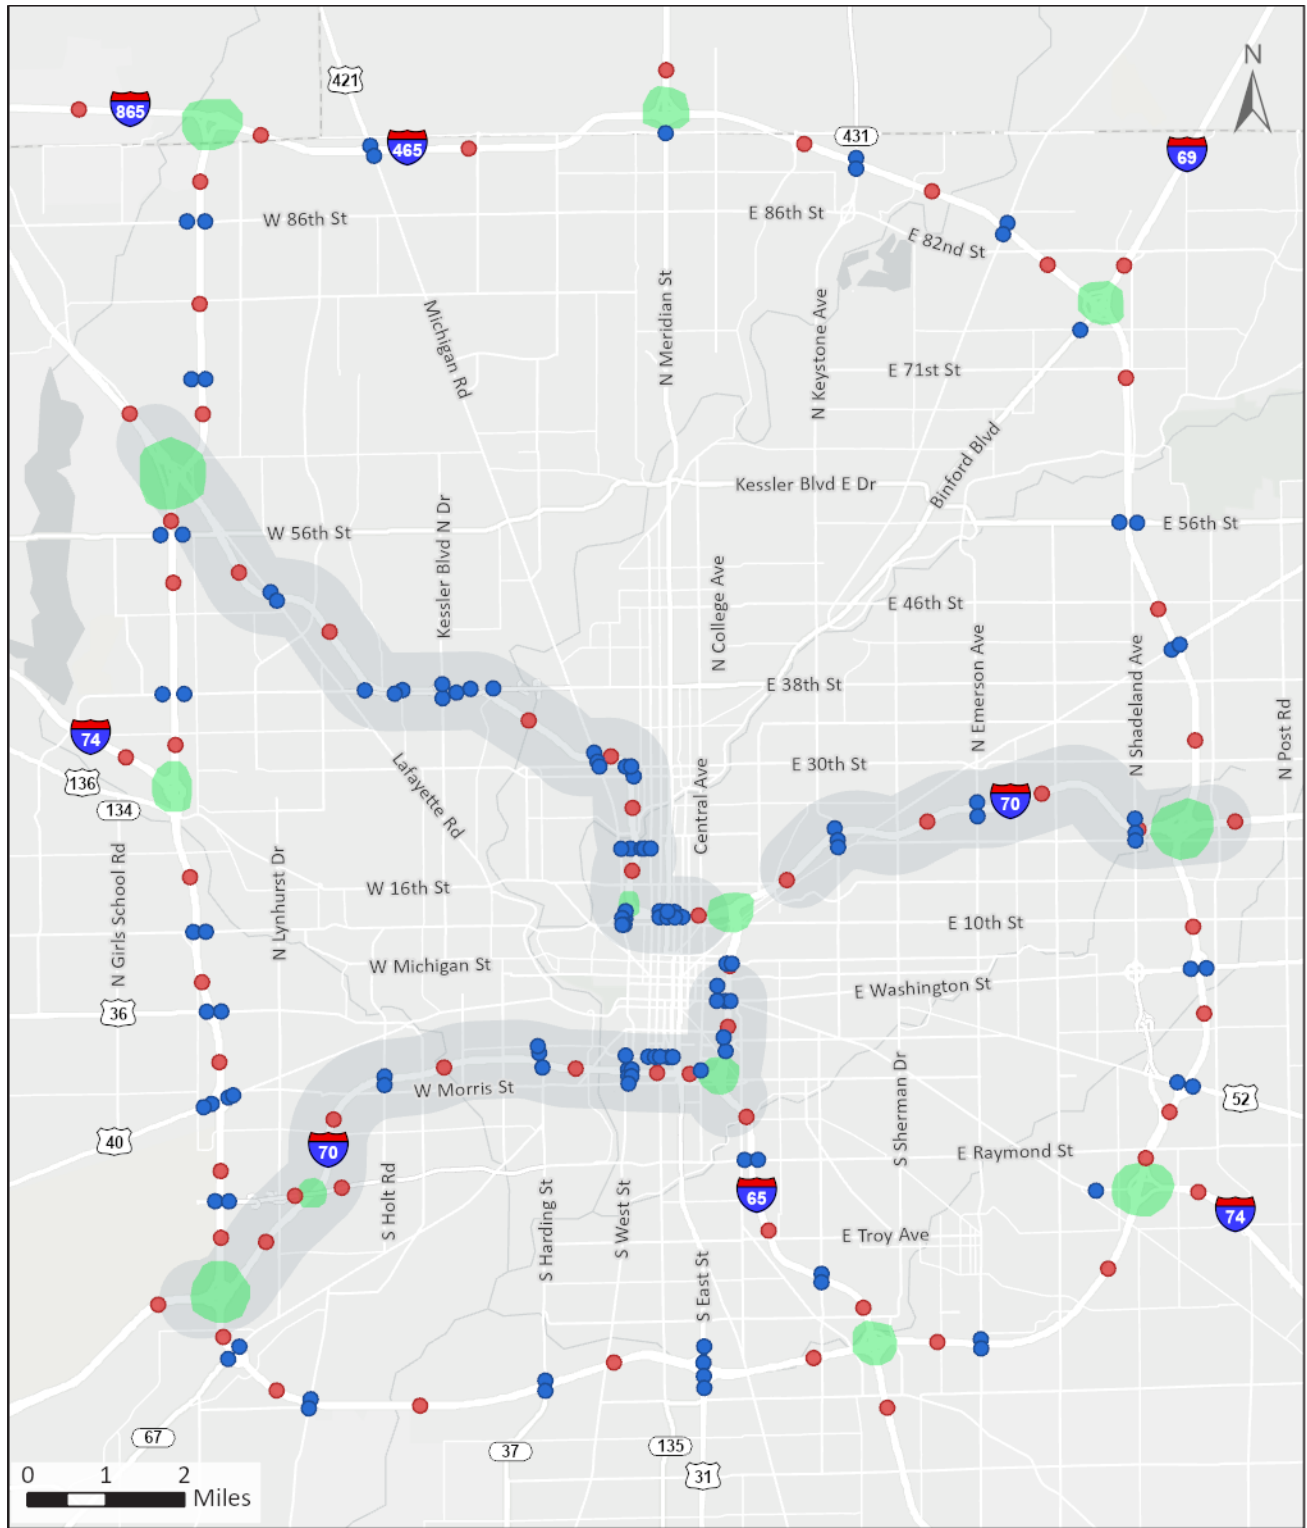 421
N
865
465
431
69
W 86th St
E 86th St
E 82nd St
Michigan Rd
N Meridian St
N Keystone Ave
E 71st St
Binford Blvd
Kessler Blvd E Dr
Kessler Blvd N Dr
W 56th St
E 56th St
N College Ave
E 46th St
N Emerson Ave
N Shadeland Ave
E 38th St
N Post Rd
74
136
134
Lafayette Rd
Central Ave
E 30th St
70
N Girls School Rd
N Lynhurst Dr
W 16th St
E 10th St
W Michigan St
E Washington St
36
W Morris St
S Sherman Dr
52
40
70
S Holt Rd
E Raymond St
S Harding St
S West St
65
74
E Troy Ave
S East St
67
37
135
31
0 1 2
Miles